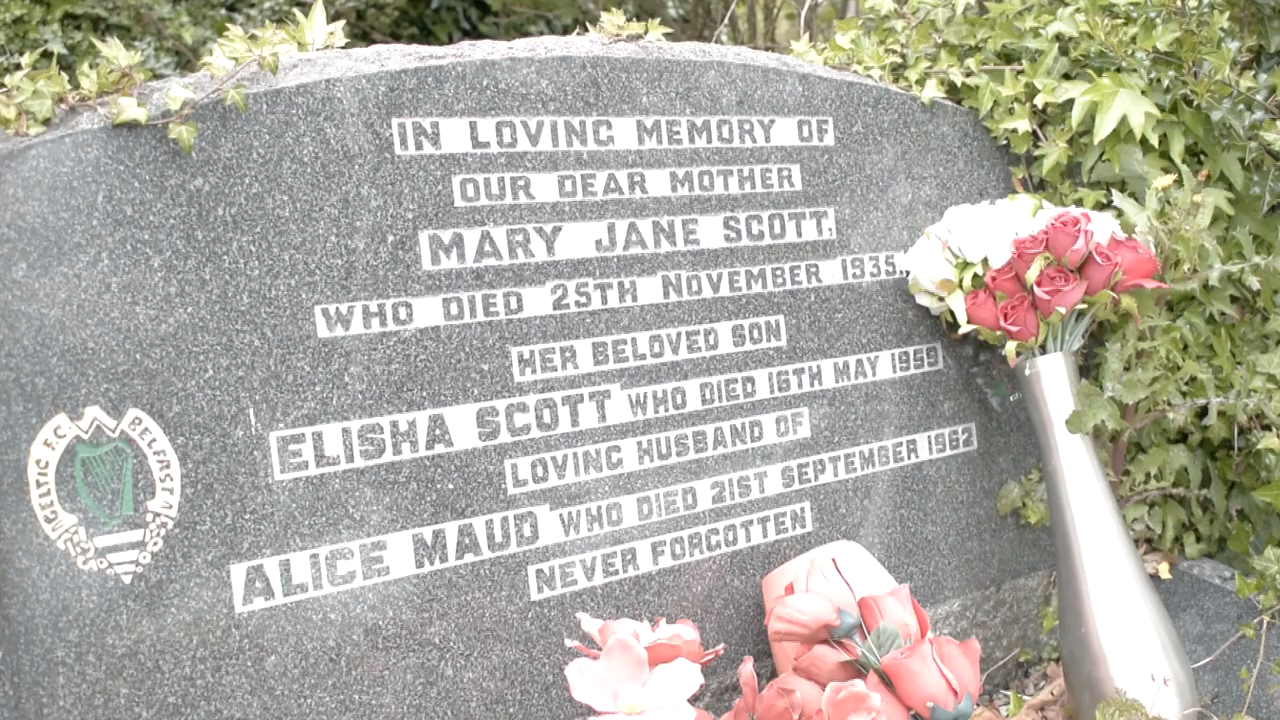 IN LOVING MEMORY OF
OUR DEAR MOTHER
MARY JANE SCOTT,
WHO DIED 25TH NOVEMBER 1935.
HER BELOVED SON
ELISHA SCOTT WHO DIED 16TH MAY 1959
LOVING HUSBAND OF
ALICE MAUD WHO DIED 21ST SEPTEMBER 1962
NEVER FORGOTTEN
BELFAST CELTIC F.C.